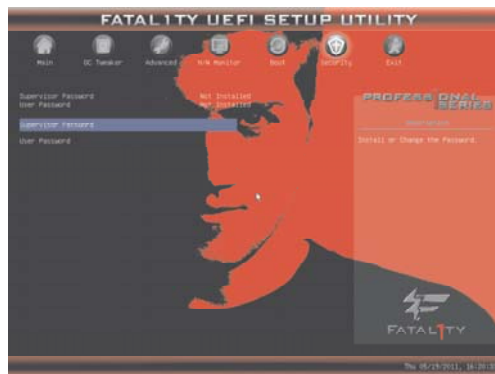 FATAL1TY UEFI SETUP UTILITY
Main OC Tweaker Advanced H/W Monitor Boot Security Exit
Supervisor Password Not Installed
User Password Not Installed
Supervisor Password
User Password
PROFESSIONAL
SERIES
Description
Install or Change the Password.
FATAL1TY
Thu 05/19/2011,